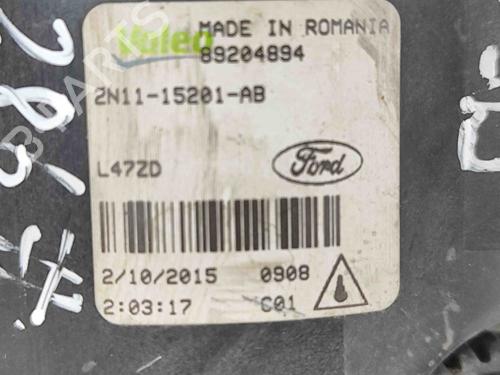 Valeo MADE IN ROMANIA
89204894
2N11-15201-AB
L47ZD
Ford
2/10/2015 0908
2:03:17 C01